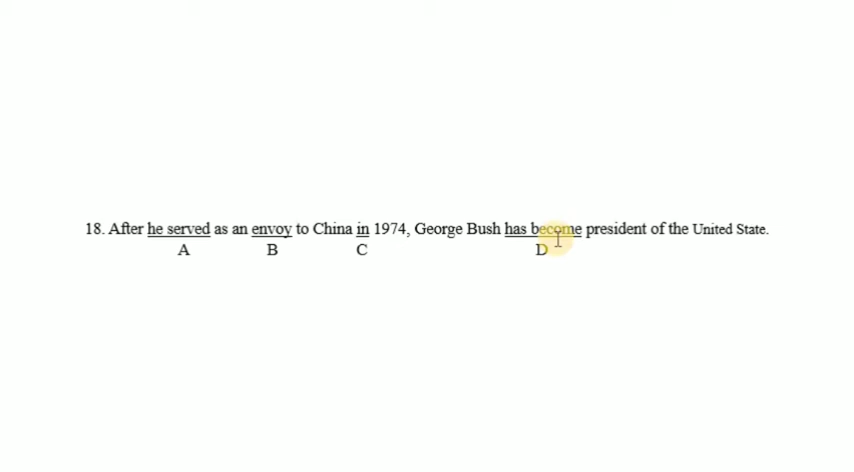 18. After he served as an envoy to China in 1974, George Bush has become president of the United State.
A B C D